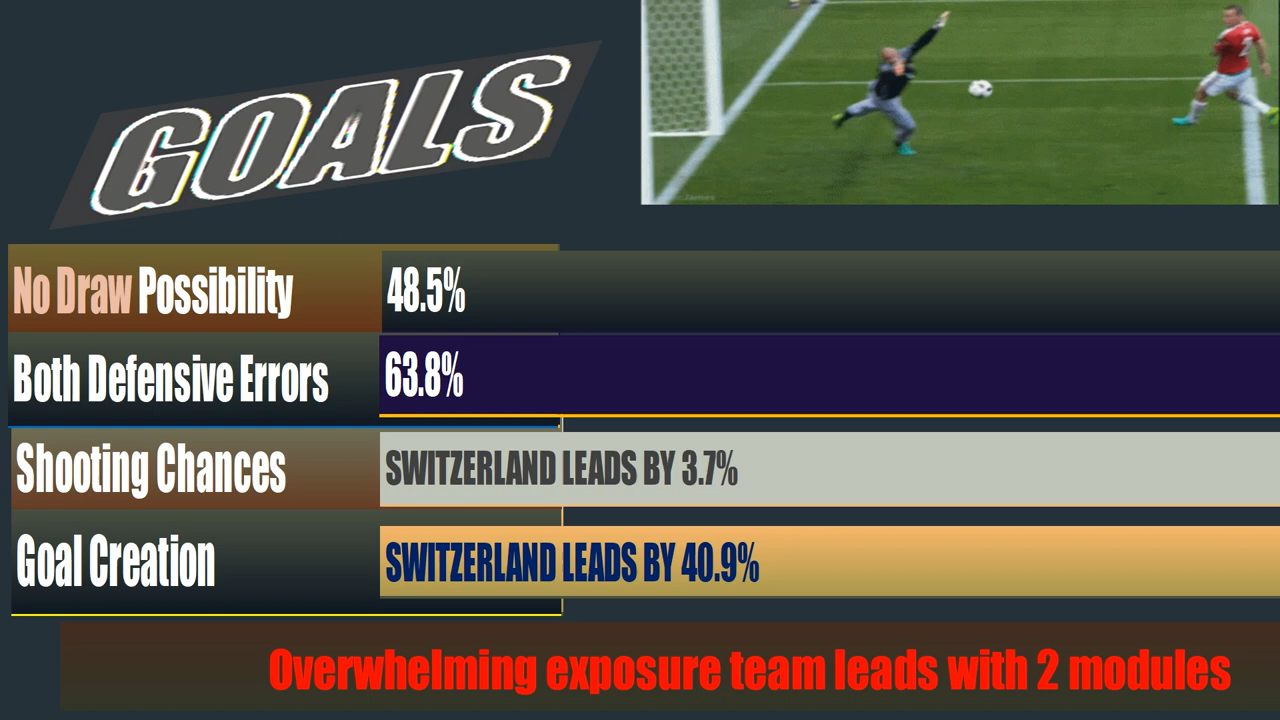 GOALS
No Draw Possibility 48.5%
Both Defensive Errors 63.8%
Shooting Chances SWITZERLAND LEADS BY 3.7%
Goal Creation SWITZERLAND LEADS BY 40.9%
Overwhelming exposure team leads with 2 modules